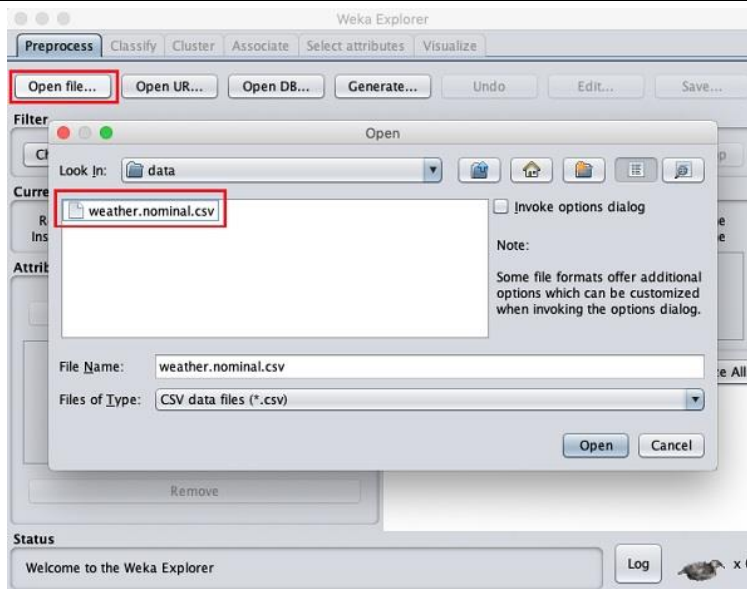 Weka Explorer
Preprocess Classify Cluster Associate Select attributes Visualize
Open file... Open UR... Open DB... Generate... Undo Edit... Save...
Filter
Open
Look In: data
weather.nominal.csv
Invoke options dialog
Note:
Some file formats offer additional
options which can be customized
when invoking the options dialog.
File Name: weather.nominal.csv
Files of Type: CSV data files (*.csv)
Open Cancel
Remove
Status
Welcome to the Weka Explorer
Log